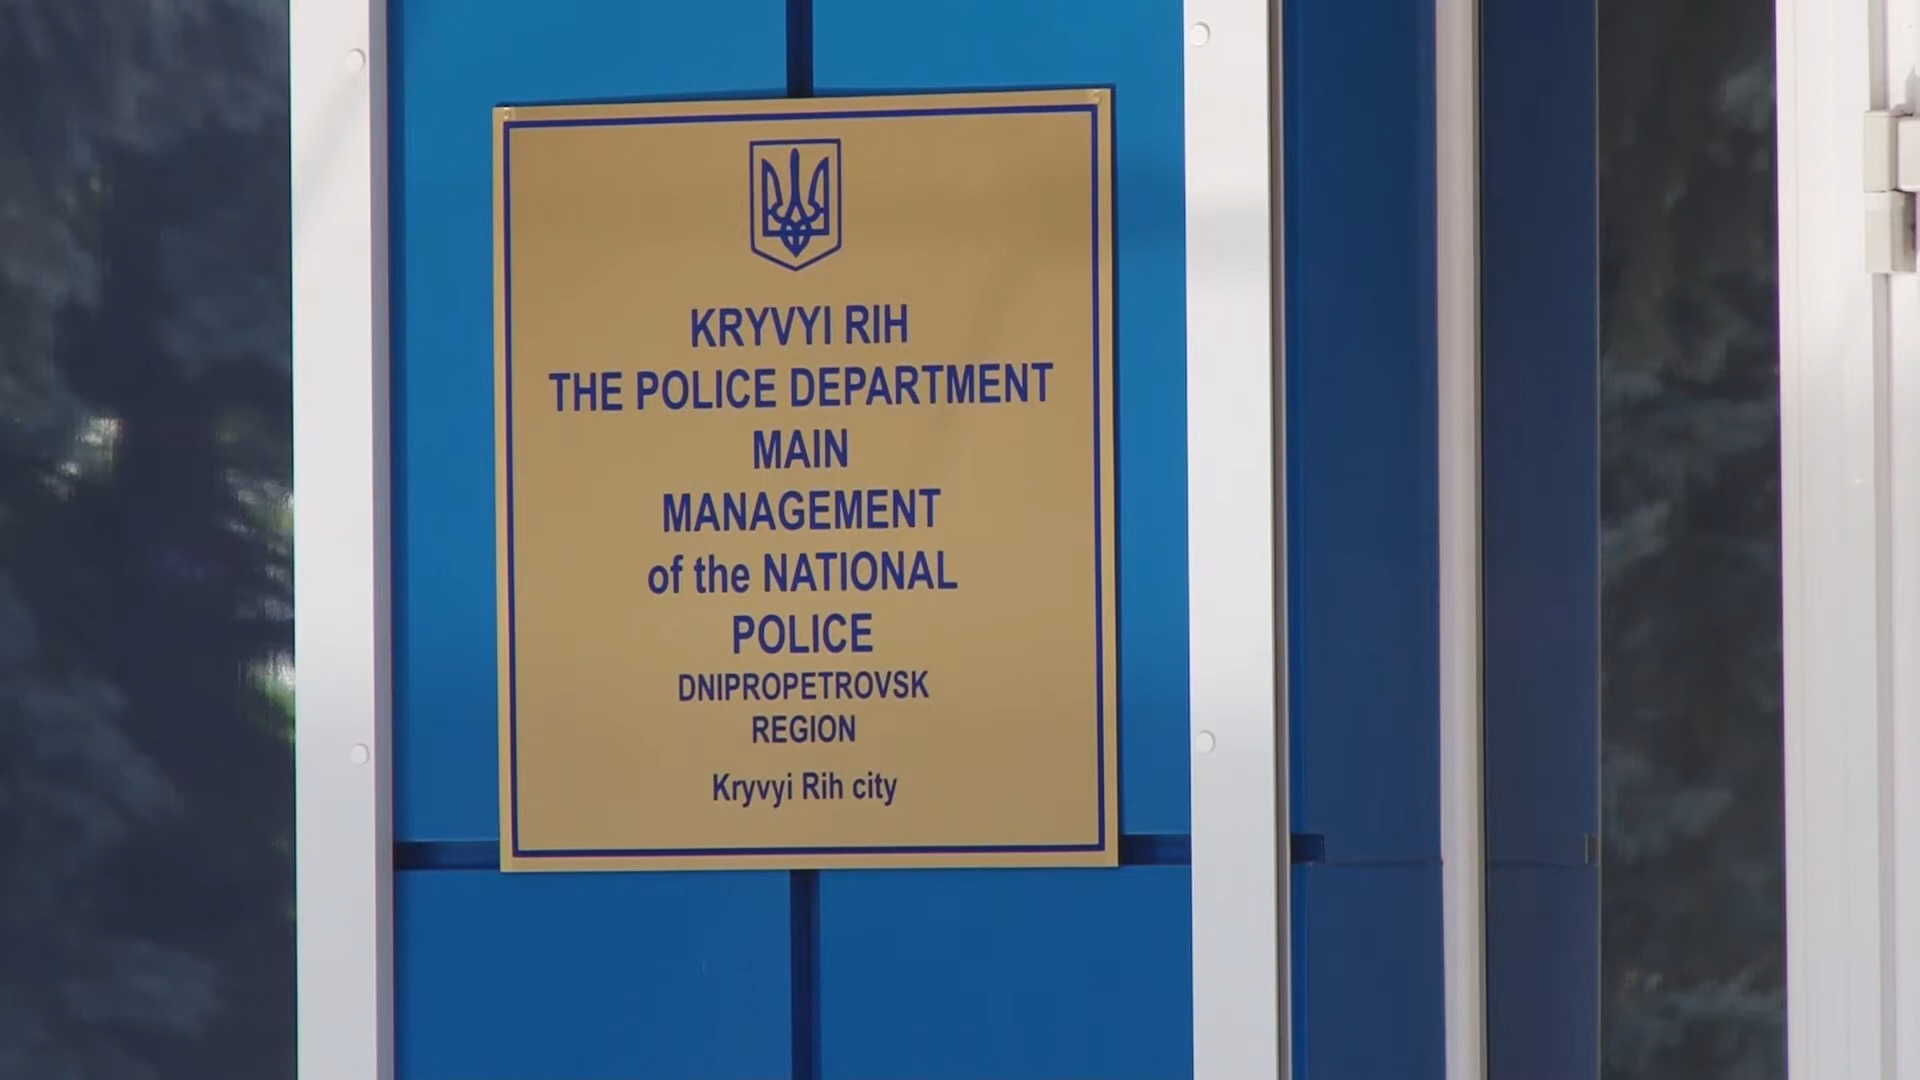 KRYVYI RIH
THE POLICE DEPARTMENT
MAIN
MANAGEMENT
of the NATIONAL
POLICE
DNIPROPETROVSK
REGION
Kryvyi Rih city